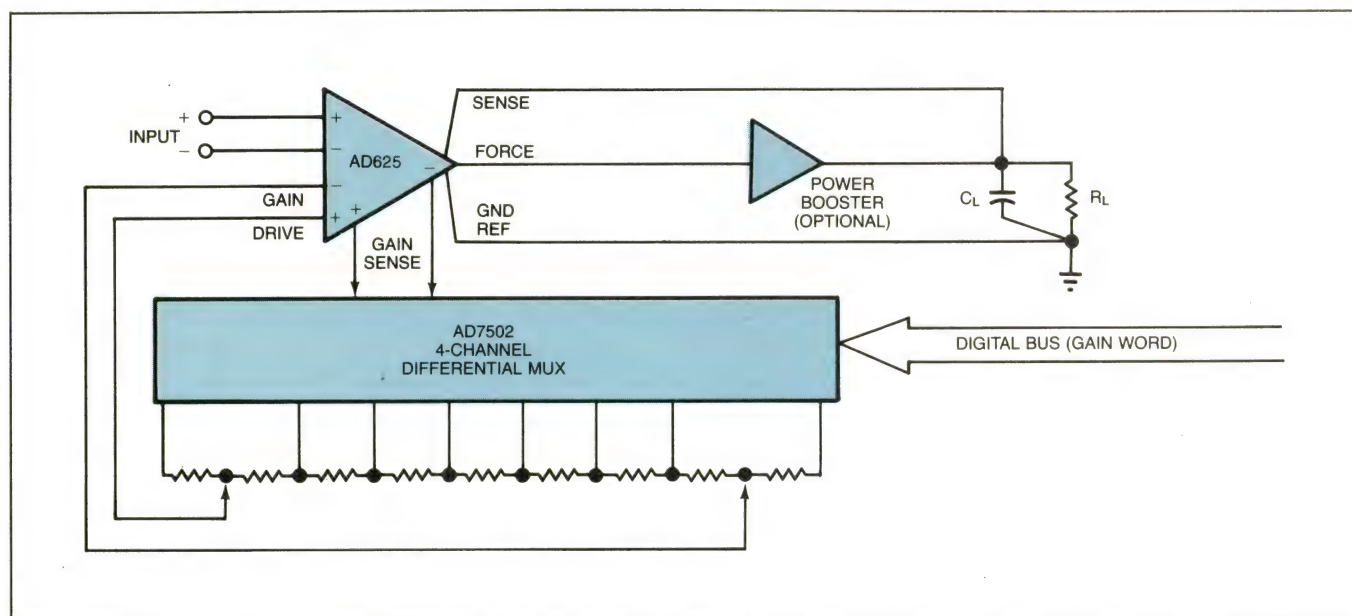 SENSE
+
INPUT
−
+
−
AD625
−
FORCE
−
GAIN
+
DRIVE
+
GND
REF
GAIN
SENSE
POWER
BOOSTER
(OPTIONAL)
CL
RL
AD7502
4-CHANNEL
DIFFERENTIAL MUX
DIGITAL BUS (GAIN WORD)